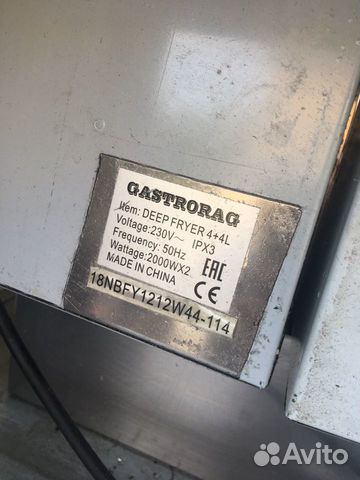 GASTRORAG
Item: DEEP FRYER 4+4L
Voltage:230V~ IPX3
Frequency: 50Hz
Wattage:2000WX2
MADE IN CHINA
EAC
CE
18NBFY1212W44-114
Avito